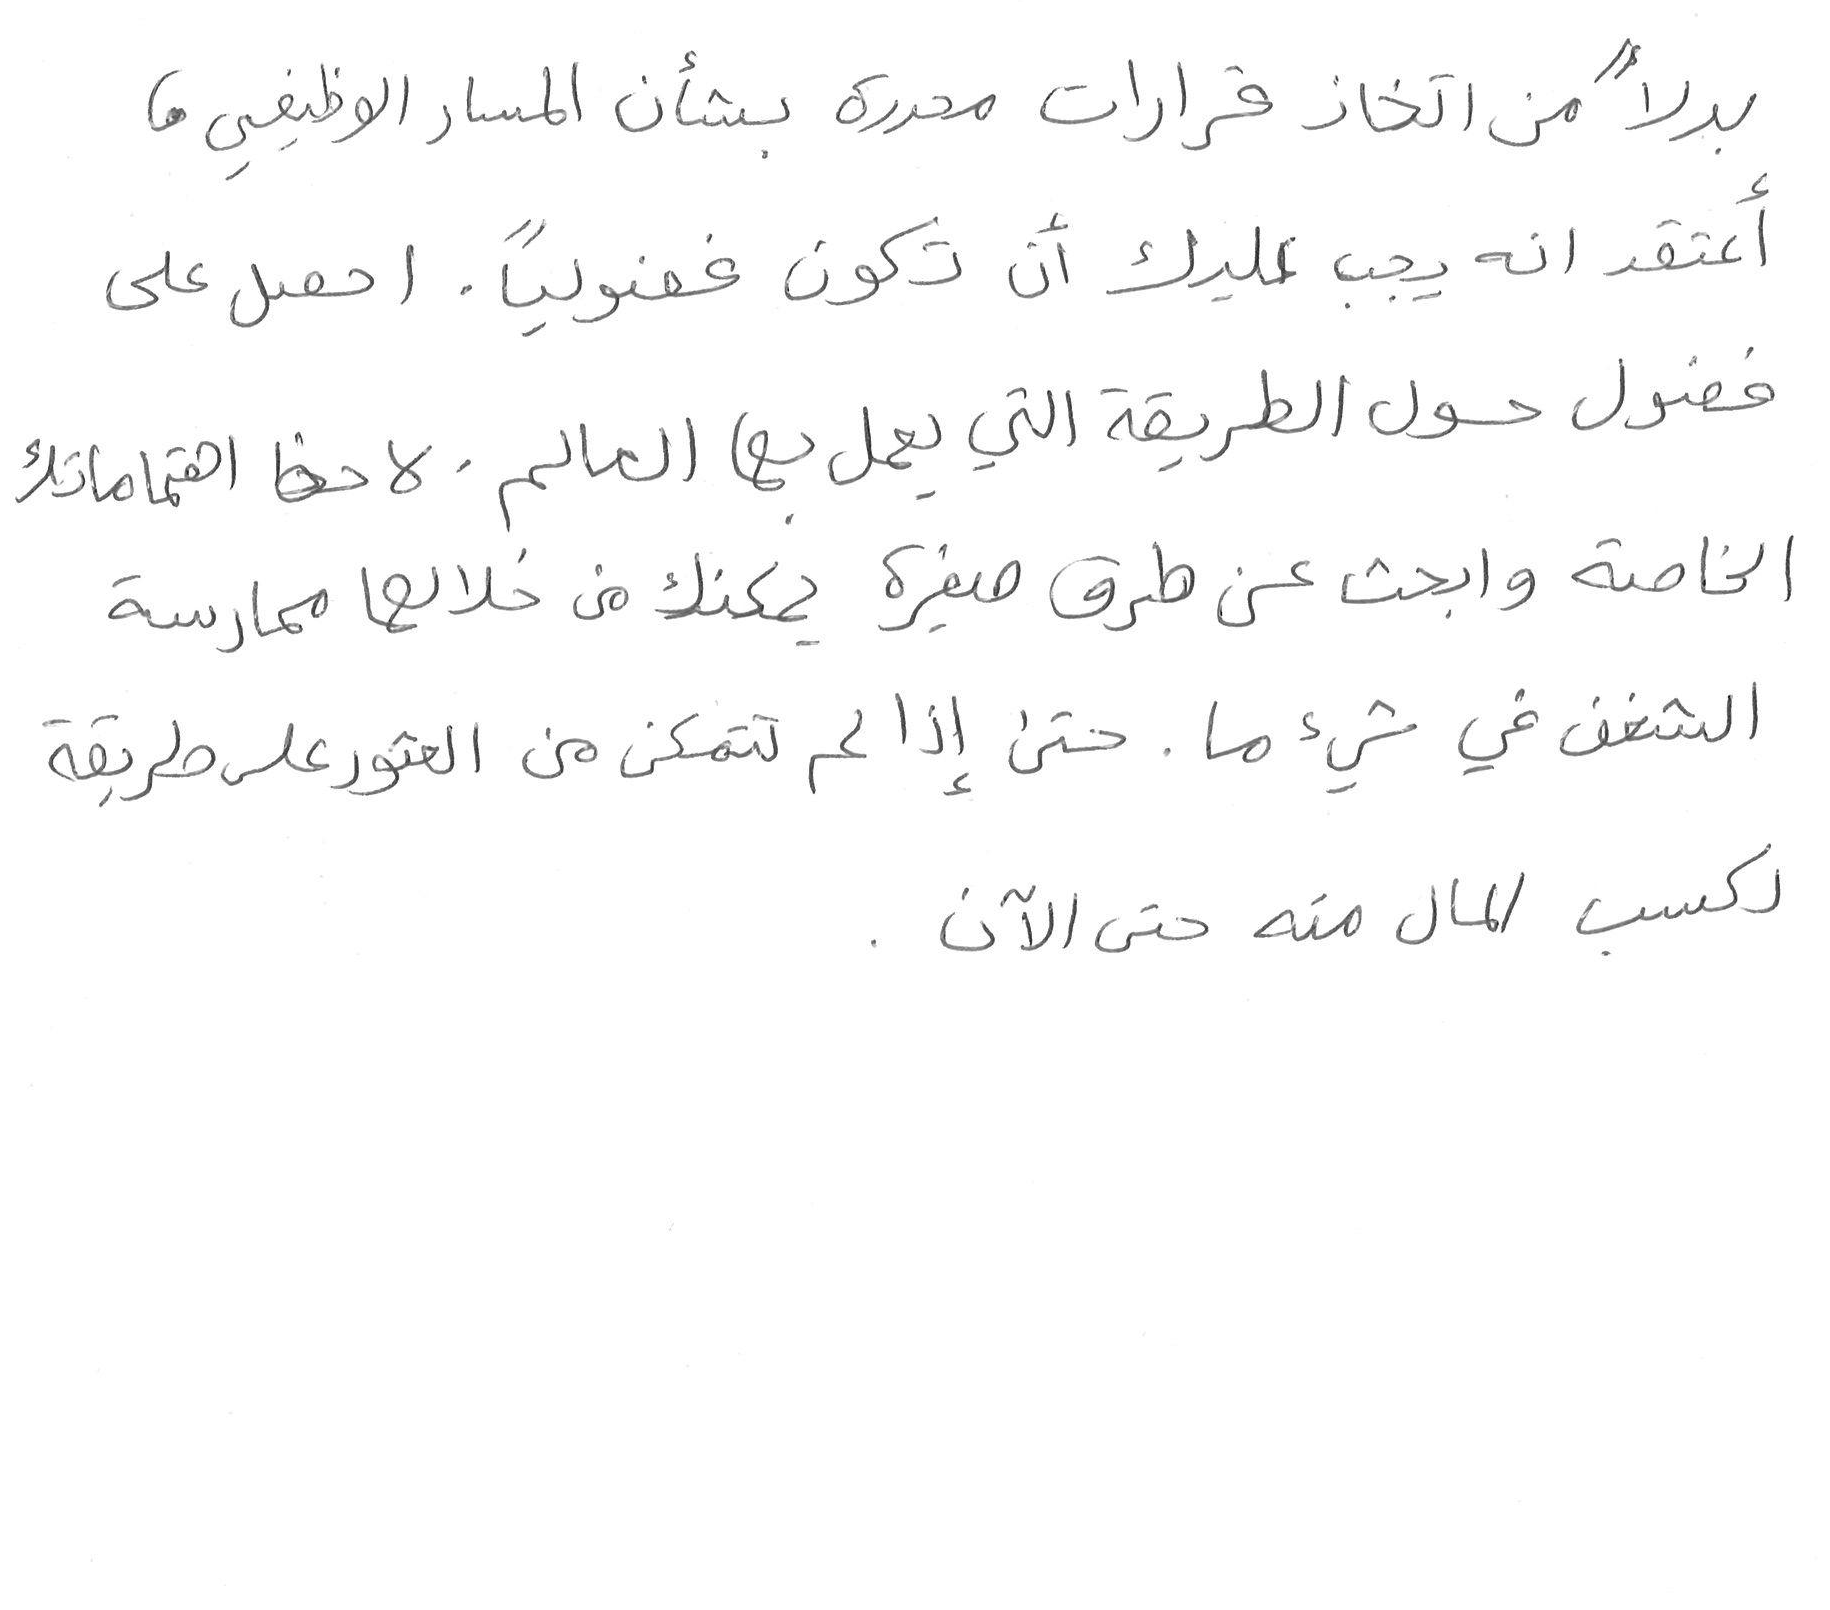 بدلاً من اتخاذ قرارات محددة بشأن المسار الوظيفي،
أعتقد انه يجب عليك أن تكون فضولياً. احصل على
فضول حول الطريقة التي يعمل بها العالم. لاحظ اهتماماتك
الخاصة وابحث عن طرق صغيرة يمكنك من خلالها ممارسة
الشغف في شيء ما. حتى إذا لم تتمكن من العثور على طريقة
لكسب المال منه حتى الآن.